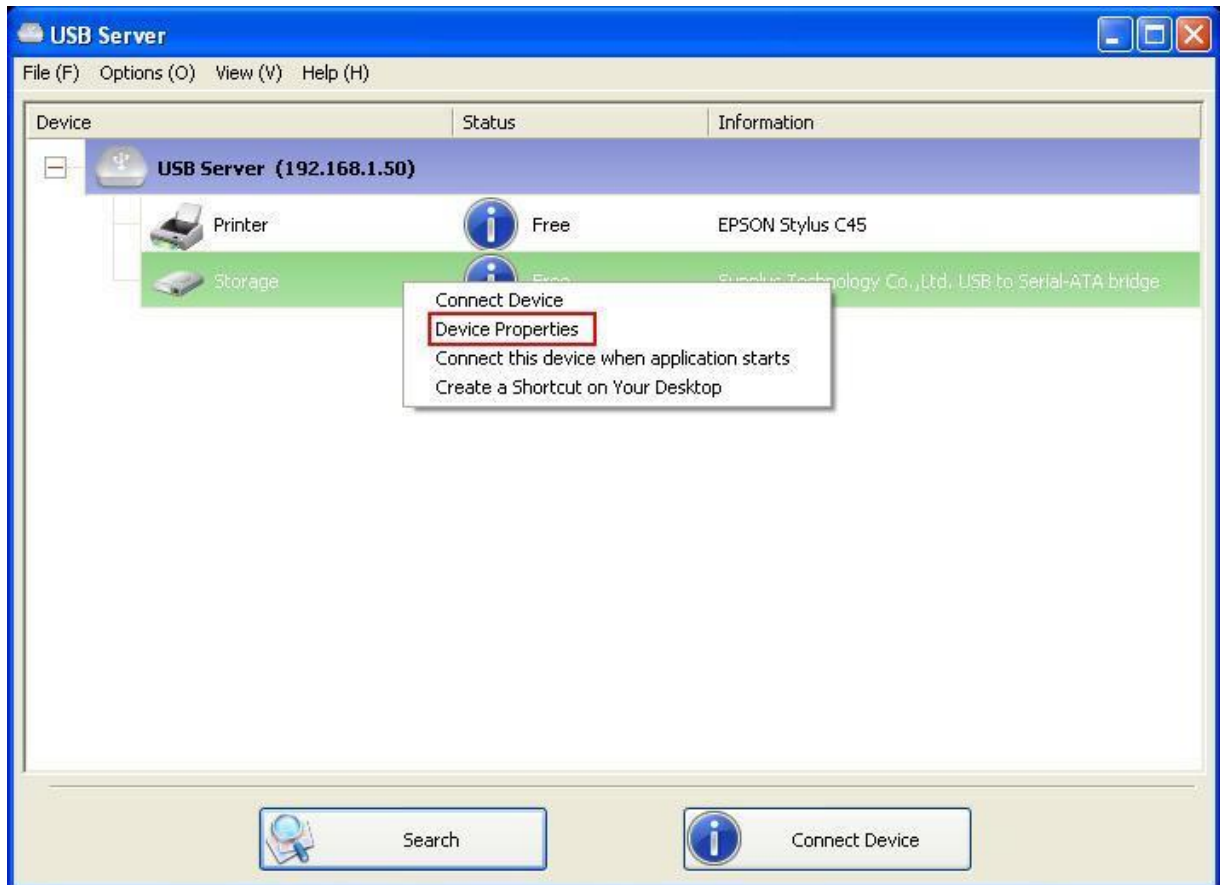 USB Server
File (F) Options (O) View (V) Help (H)
Device Status Information
USB Server (192.168.1.50)
Printer Free EPSON Stylus C45
Storage Free Sunplus Technology Co.,Ltd. USB to Serial-ATA bridge
Connect Device
Device Properties
Connect this device when application starts
Create a Shortcut on Your Desktop
Search Connect Device